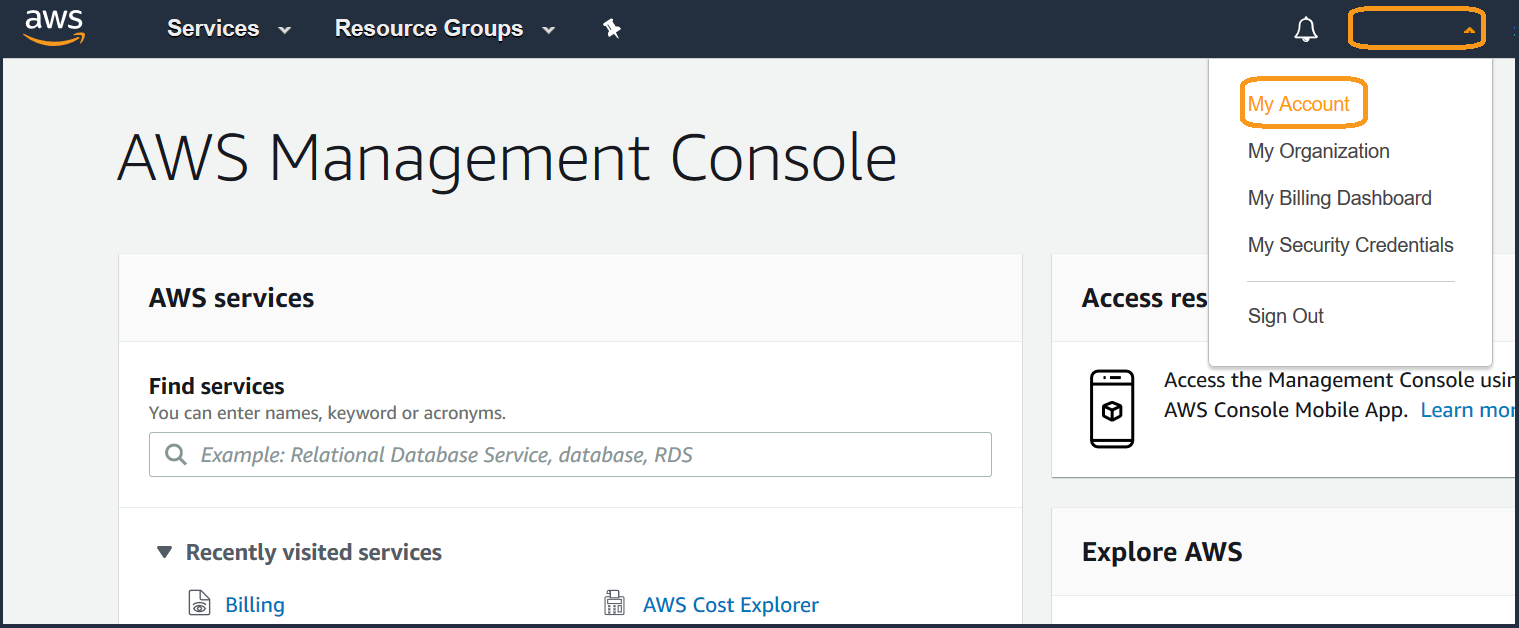 aws
Services
Resource Groups
My Account
My Organization
My Billing Dashboard
My Security Credentials
Sign Out
AWS Management Console
AWS services
Find services
You can enter names, keyword or acronyms.
Example: Relational Database Service, database, RDS
Recently visited services
Billing
AWS Cost Explorer
Access res
Access the Management Console usin
AWS Console Mobile App. Learn mor
Explore AWS